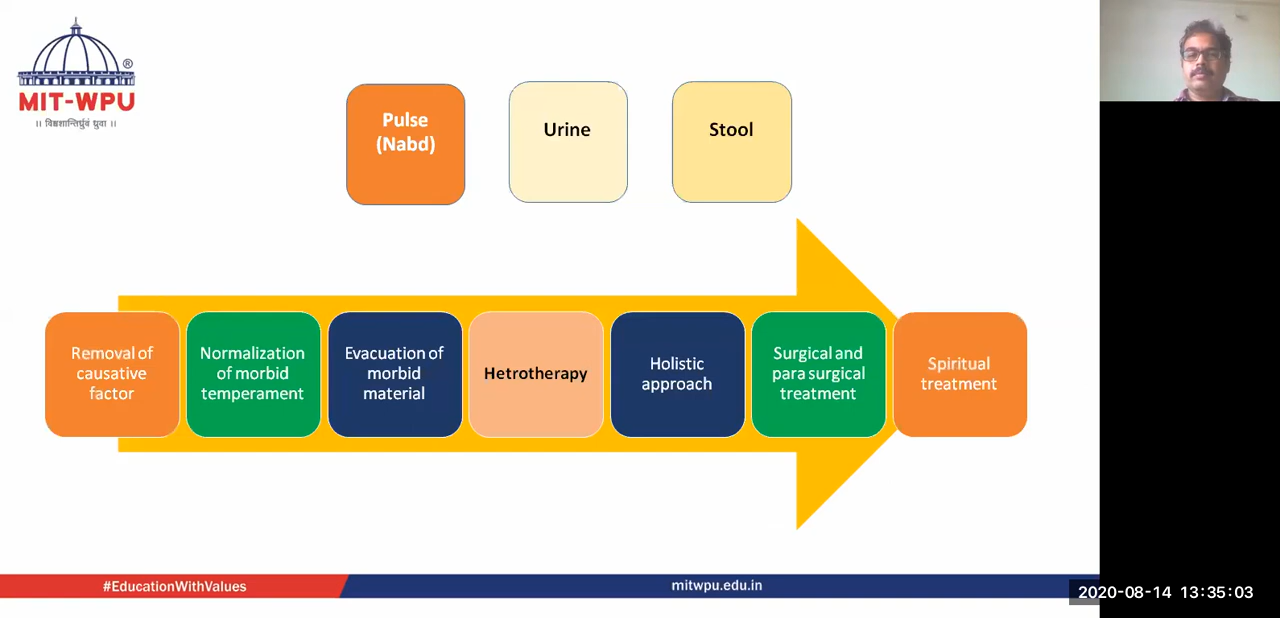 ®
MIT-WPU
॥ विश्वशान्तिर्ध्रुवं ध्रुवा ॥
Pulse
(Nabd)
Urine
Stool
Removal of
causative
factor
Normalization
of morbid
temperament
Evacuation of
morbid
material
Hetrotherapy
Holistic
approach
Surgical and
para surgical
treatment
Spiritual
treatment
#EducationWithValues
mitwpu.edu.in
2020-08-14 13:35:03